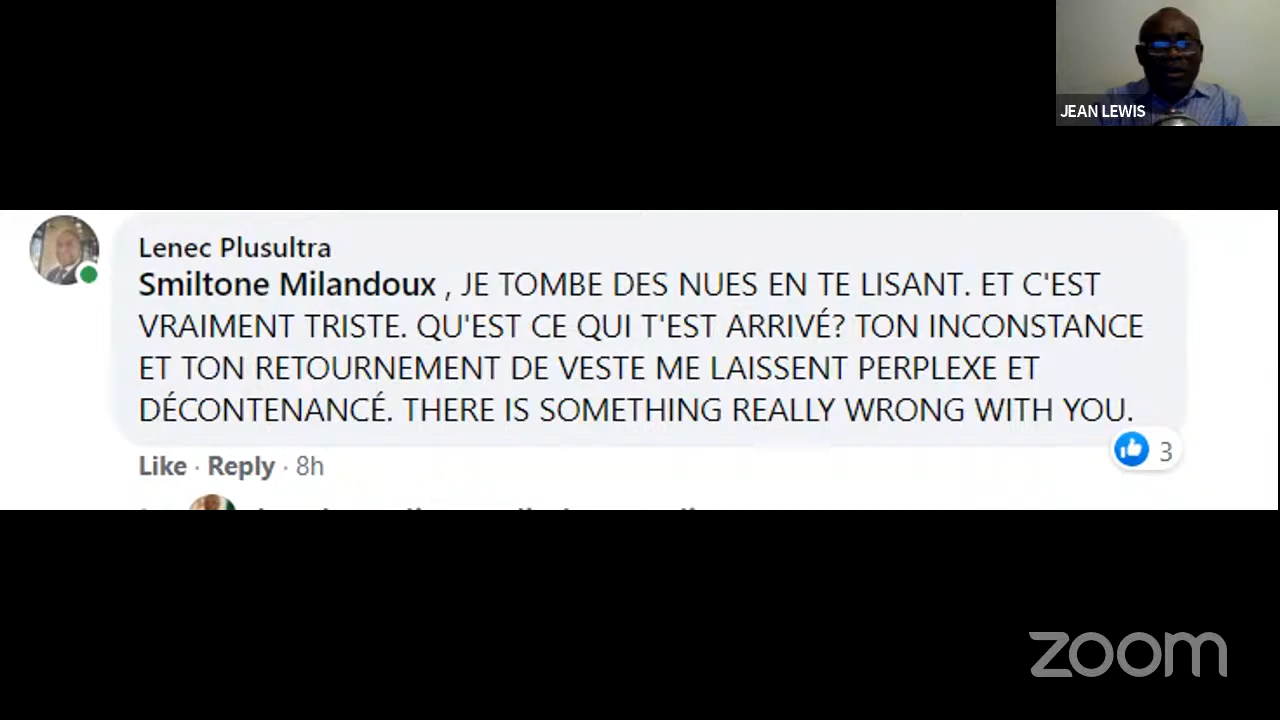 JEAN LEWIS
Lenec Plusultra
Smiltone Milandoux , JE TOMBE DES NUES EN TE LISANT. ET C'EST
VRAIMENT TRISTE. QU'EST CE QUI T'EST ARRIVÉ? TON INCONSTANCE
ET TON RETOURNEMENT DE VESTE ME LAISSENT PERPLEXE ET
DÉCONTENANCÉ. THERE IS SOMETHING REALLY WRONG WITH YOU.
3
Like · Reply · 8h
zoom